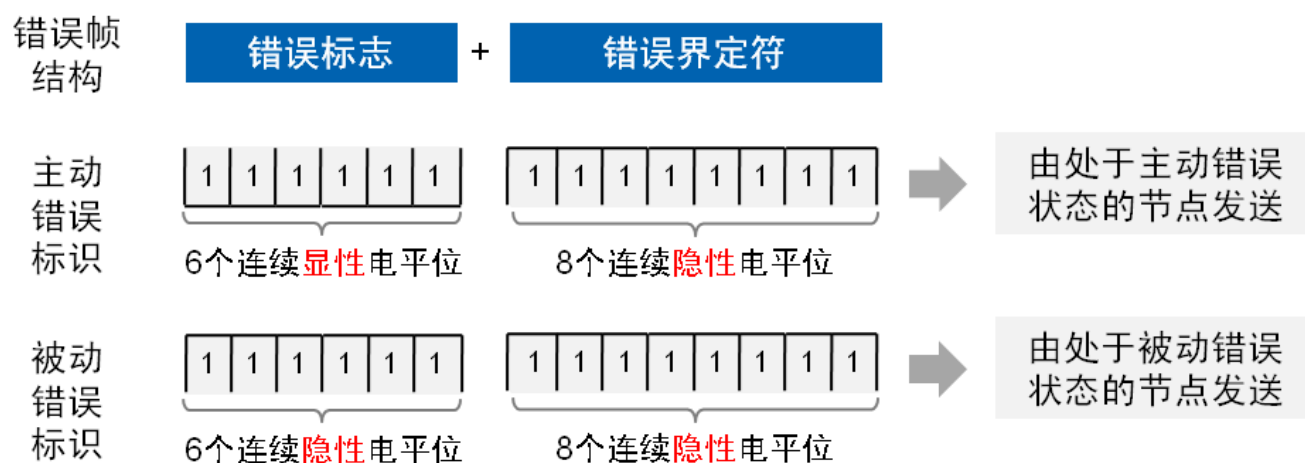 错误帧
结构
错误标志 + 错误界定符
主动
错误
标识
1 1 1 1 1 1
1 1 1 1 1 1 1 1
6个连续显性电平位
8个连续隐性电平位
由处于主动错误
状态的节点发送
被动
错误
标识
1 1 1 1 1 1
1 1 1 1 1 1 1 1
6个连续隐性电平位
8个连续隐性电平位
由处于被动错误
状态的节点发送